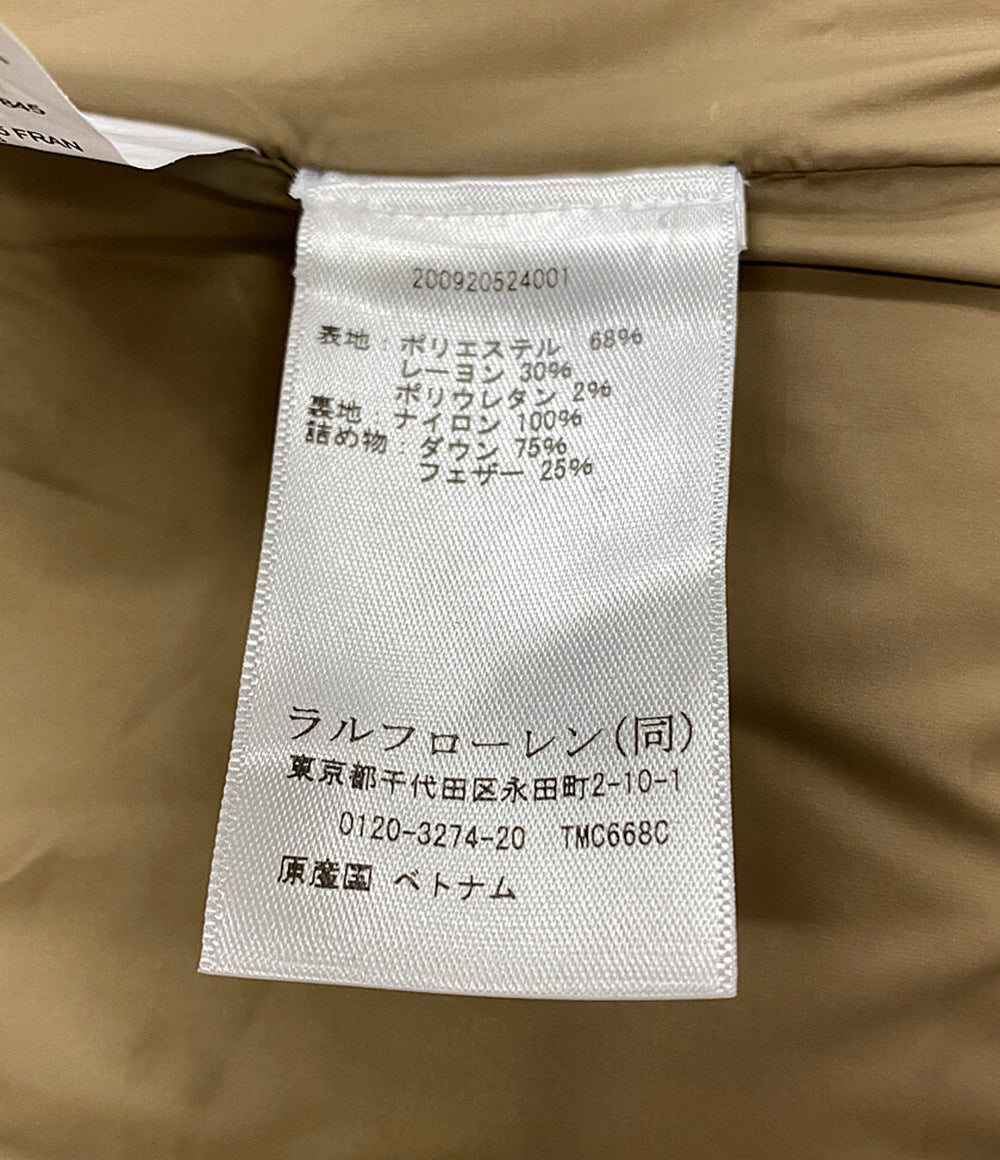 645
5 FRAN
200920524001
表地:ポリエステル 68%
レーヨン 30%
ポリウレタン 2%
裏地:ナイロン 100%
詰め物:ダウン 75%
フェザー 25%
ラルフローレン(同)
東京都千代田区永田町2-10-1
0120-3274-20 TMC668C
原産国 ベトナム